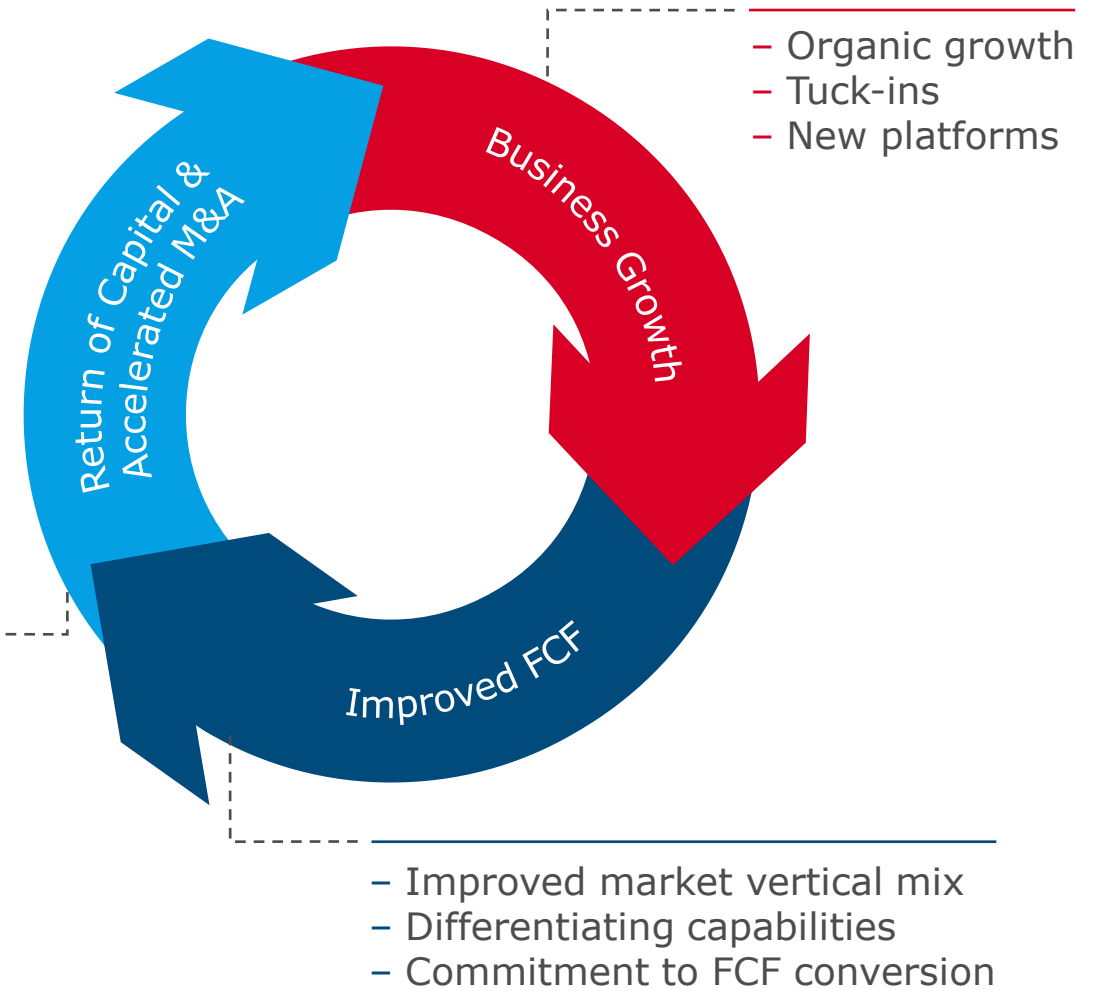 – Organic growth
– Tuck-ins
– New platforms
Business Growth
Return of Capital &
Accelerated M&A
Improved FCF
– Improved market vertical mix
– Differentiating capabilities
– Commitment to FCF conversion